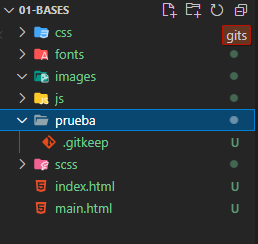 01-BASES
css
gits
fonts
images
js
prueba
.gitkeep U
scss
index.html U
main.html U